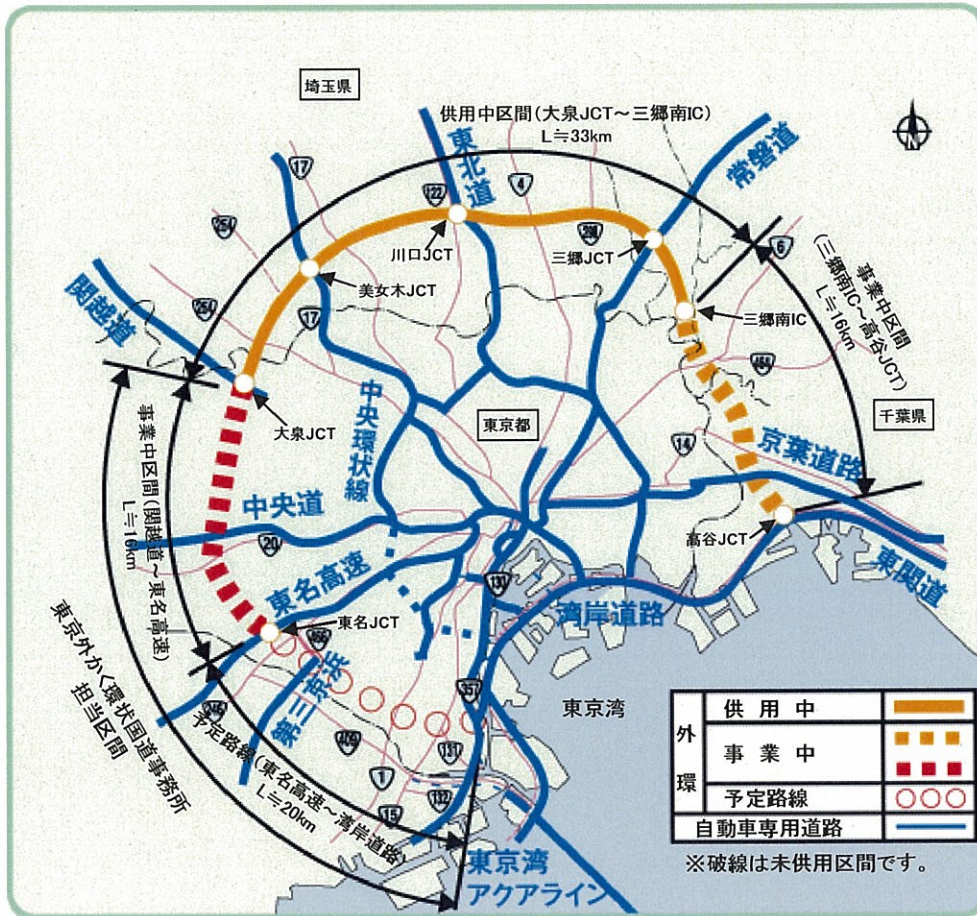 埼玉県
供用中区間(大泉JCT～三郷南IC)
L≒33km
N
東北道
常磐道
17
122
4
298
254
6
川口JCT
三郷JCT
美女木JCT
三郷南IC
事業中区間
(三郷南IC～高谷JCT)
L≒16km
関越道
254
17
464
大泉JCT
中央環状線
東京都
千葉県
14
京葉道路
事業中区間(関越道～東名高速)
L≒16km
中央道
20
高谷JCT
東関道
東名高速
130
湾岸道路
東名JCT
466
東京外かく環状国道事務所
担当区間
第三京浜
246
357
東京湾
予定路線(東名高速～湾岸道路)
L≒20km
409
1
131
15
132
東京湾
アクアライン
外環
供用中
事業中
予定路線
自動車専用道路
※破線は未供用区間です。